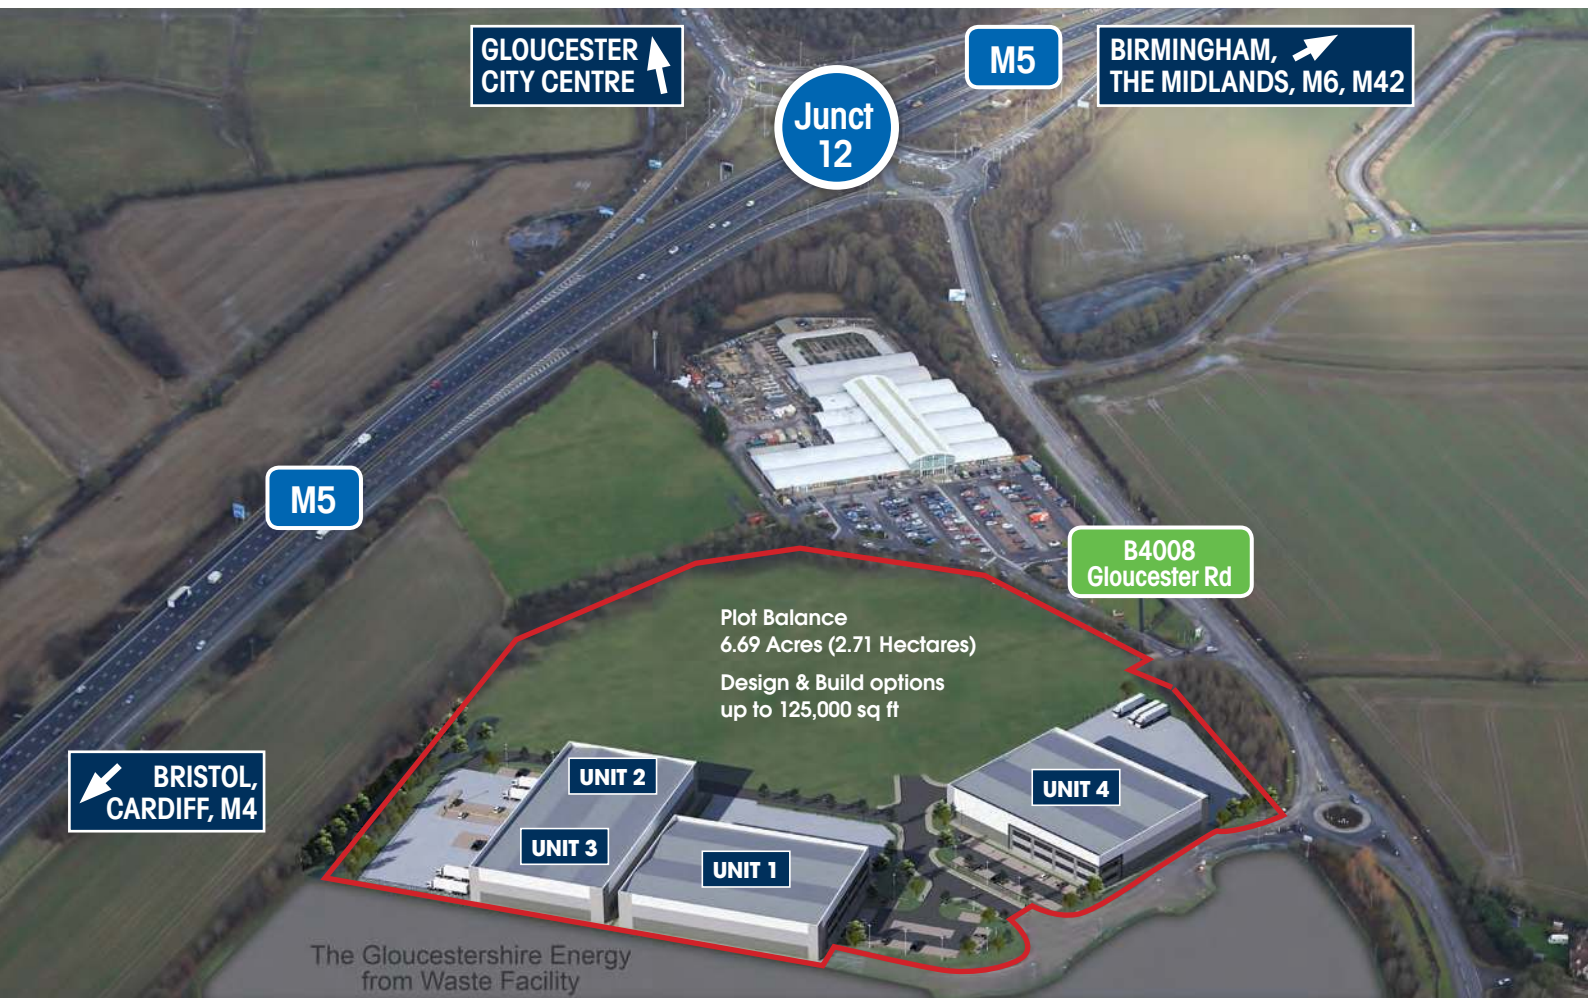 GLOUCESTER
CITY CENTRE
M5
BIRMINGHAM,
THE MIDLANDS, M6, M42
Junct
12
M5
B4008
Gloucester Rd
Plot Balance
6.69 Acres (2.71 Hectares)
Design & Build options
up to 125,000 sq ft
BRISTOL,
CARDIFF, M4
UNIT 2
UNIT 4
UNIT 3
UNIT 1
The Gloucestershire Energy
from Waste Facility